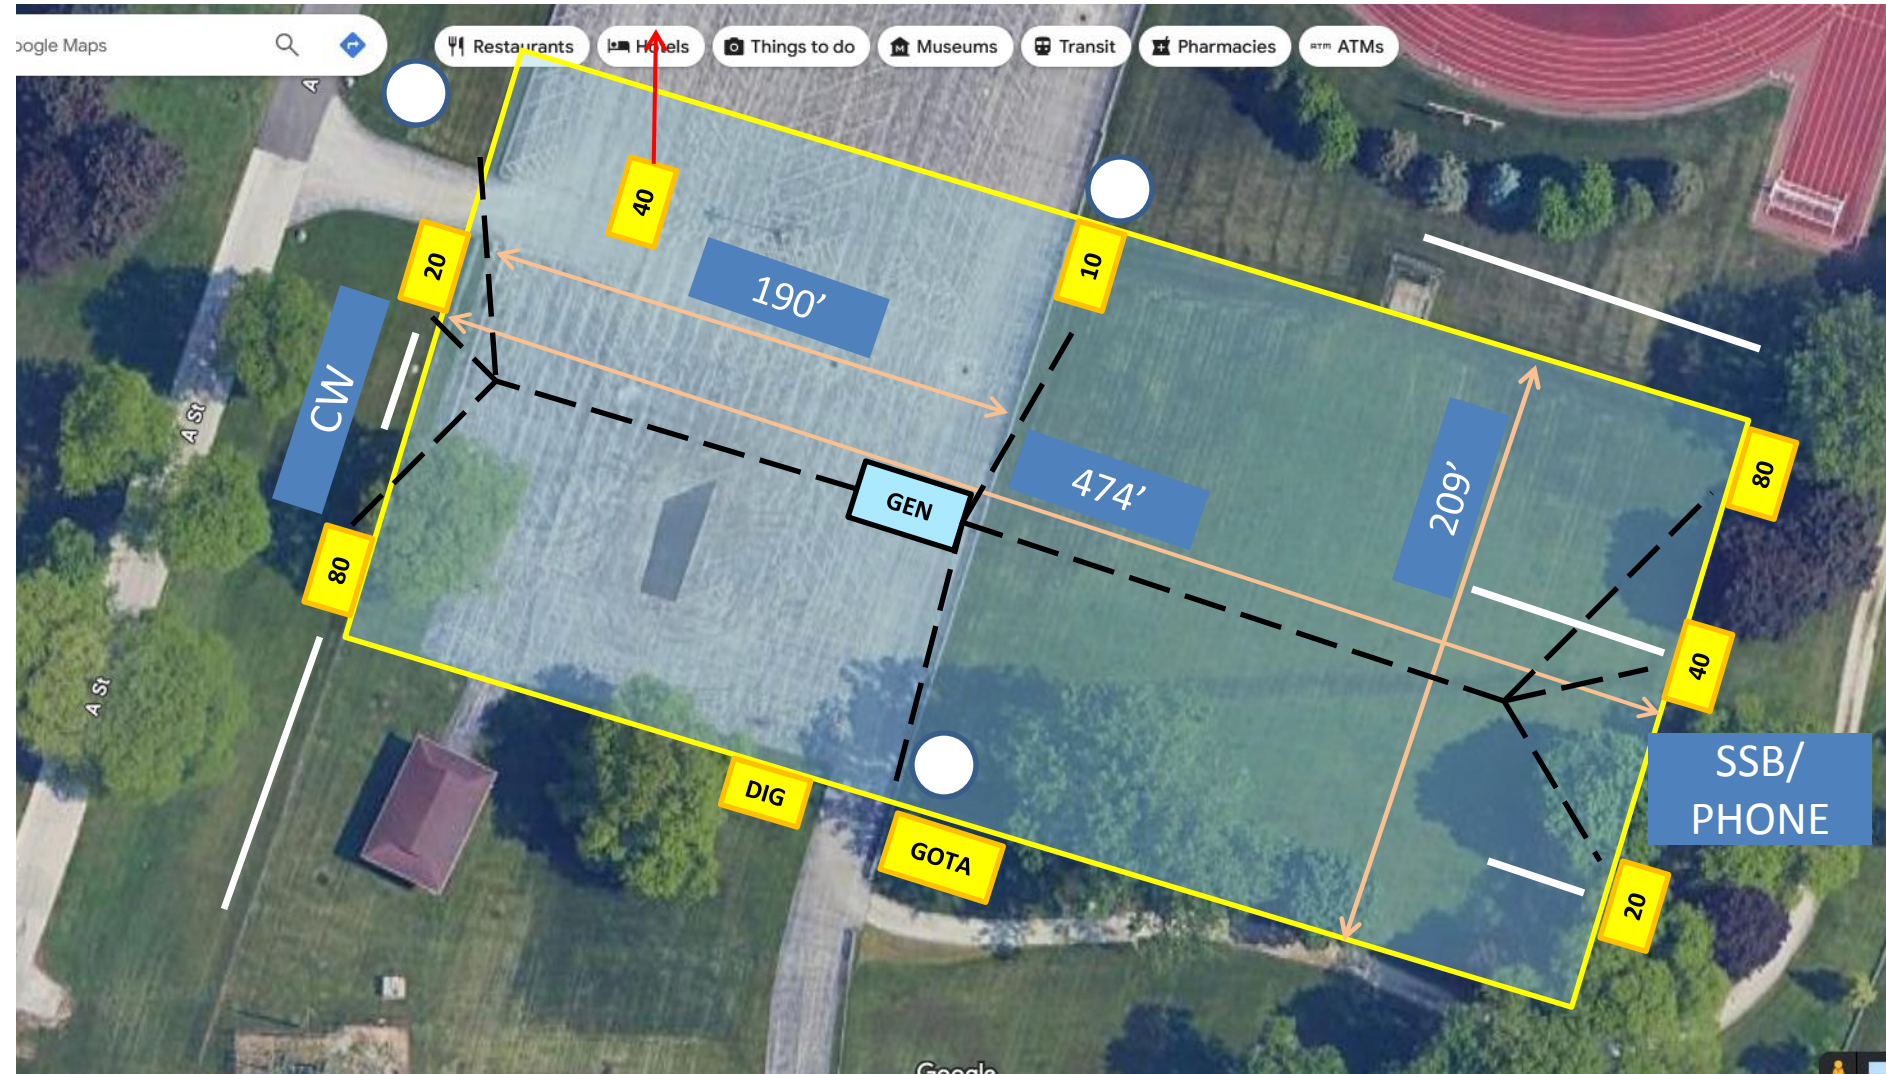 oogle Maps
Restaurants
Hotels
Things to do
Museums
Transit
Pharmacies
ATMs
A
40
20
10
190’
CW
A St
GEN
474’
209’
80
80
40
A St
DIG
GOTA
SSB/
PHONE
20
Google